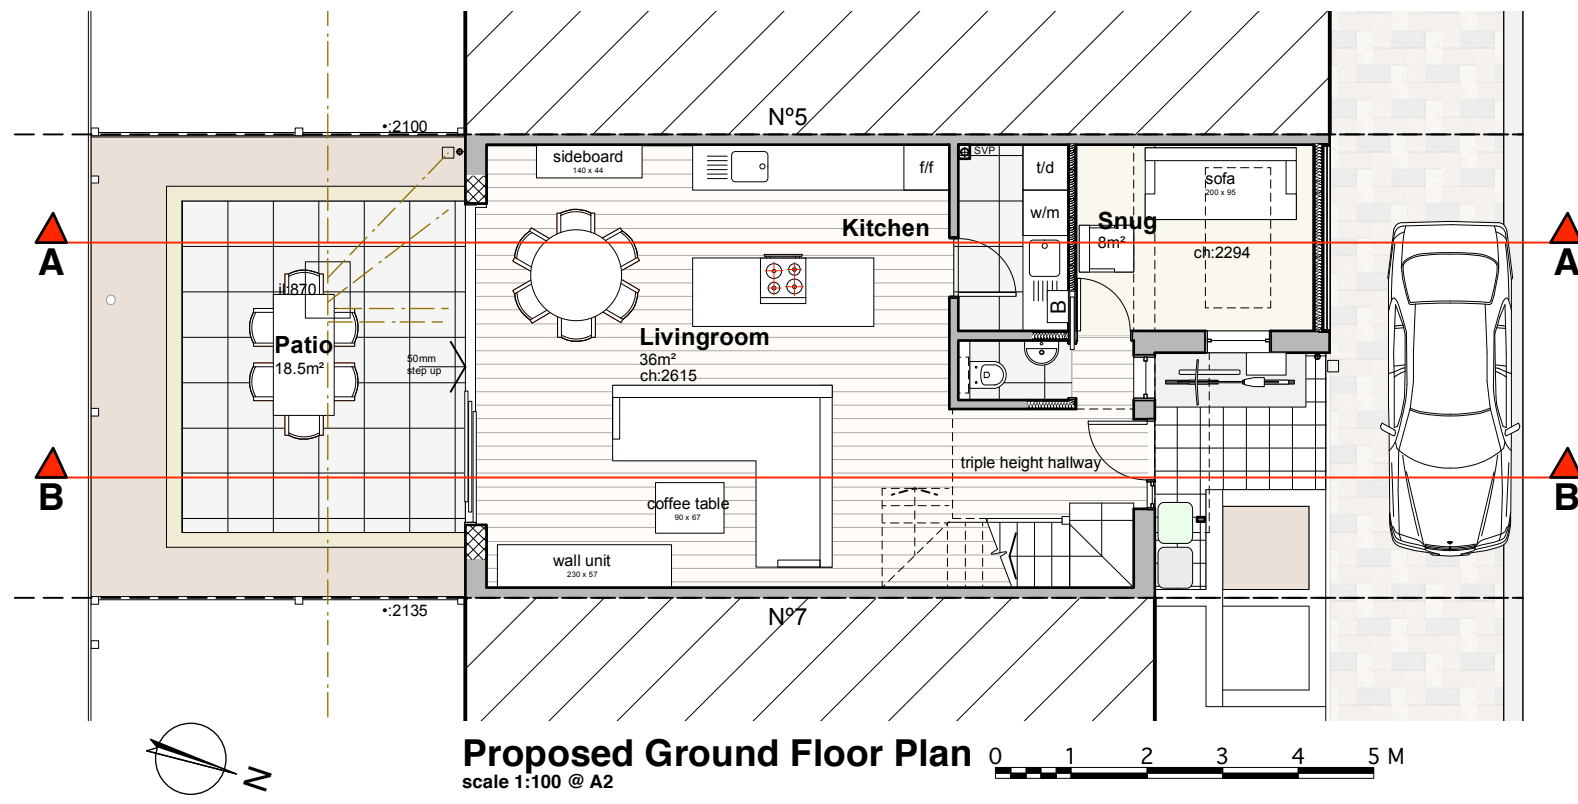 •:2100
Nº5
sideboard
140 x 44
f/f
SVP
t/d
w/m
sofa
200 x 95
Kitchen
Snug
8m²
ch:2294
A
A
il:870
B
Patio
18.5m²
50mm
step up
Livingroom
36m²
ch:2615
triple height hallway
B
B
coffee table
90 x 67
wall unit
230 x 57
•:2135
Nº7
N
Proposed Ground Floor Plan
scale 1:100 @ A2
0 1 2 3 4 5 M